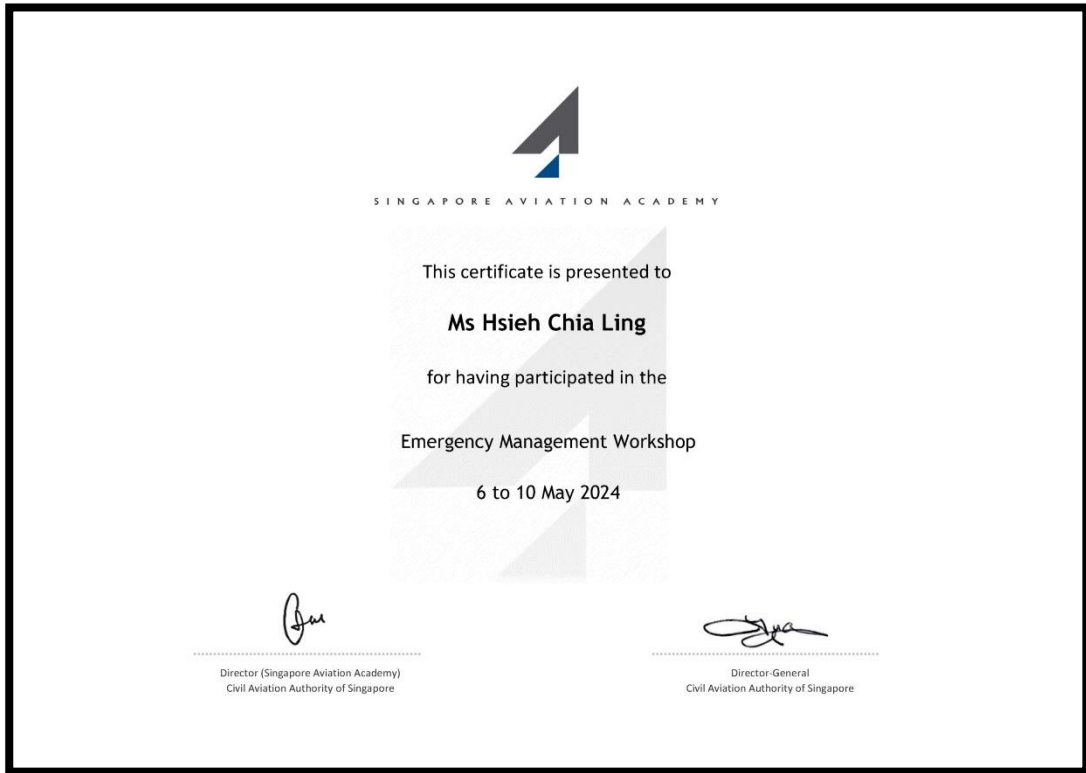 SINGAPORE AVIATION ACADEMY
This certificate is presented to
Ms Hsieh Chia Ling
for having participated in the
Emergency Management Workshop
6 to 10 May 2024
Director (Singapore Aviation Academy)
Civil Aviation Authority of Singapore
Director-General
Civil Aviation Authority of Singapore